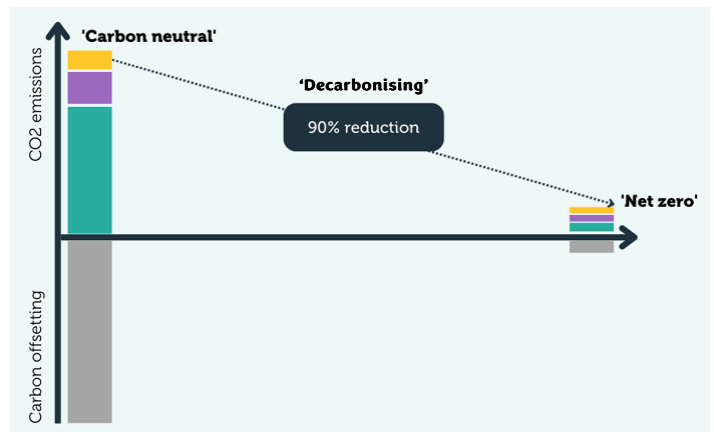 'Carbon neutral'
CO2 emissions
‘Decarbonising’
90% reduction
'Net zero'
Carbon offsetting